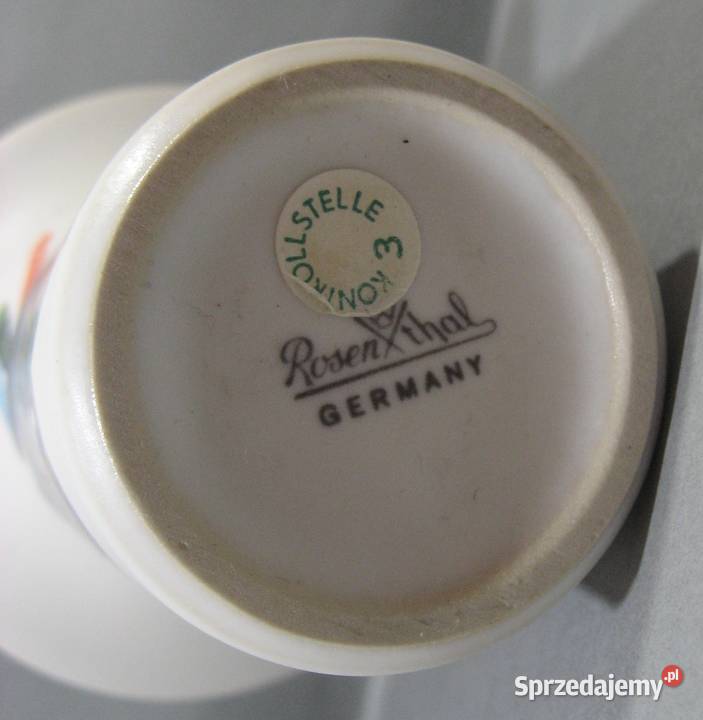 KONTROLLSTELLE
3
Rosenthal
GERMANY
Sprzedajemy.pl